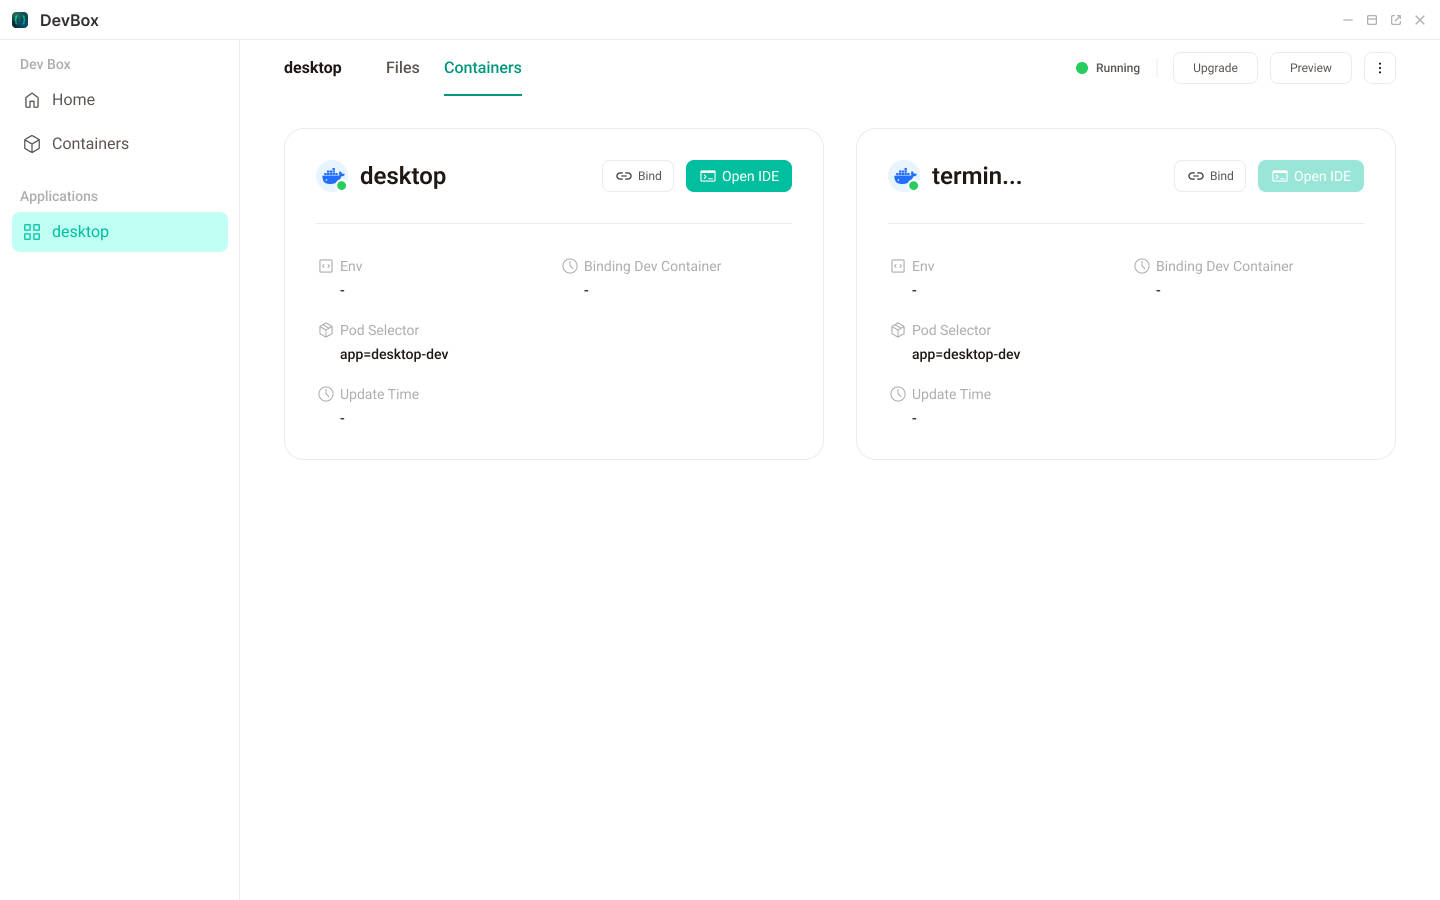 DevBox
Dev Box
Home
Containers
Applications
desktop
desktop Files Containers
Running Upgrade Preview
desktop Bind Open IDE
Env Binding Dev Container
- -
Pod Selector
app=desktop-dev
Update Time
-
termin... Bind Open IDE
Env Binding Dev Container
- -
Pod Selector
app=desktop-dev
Update Time
-